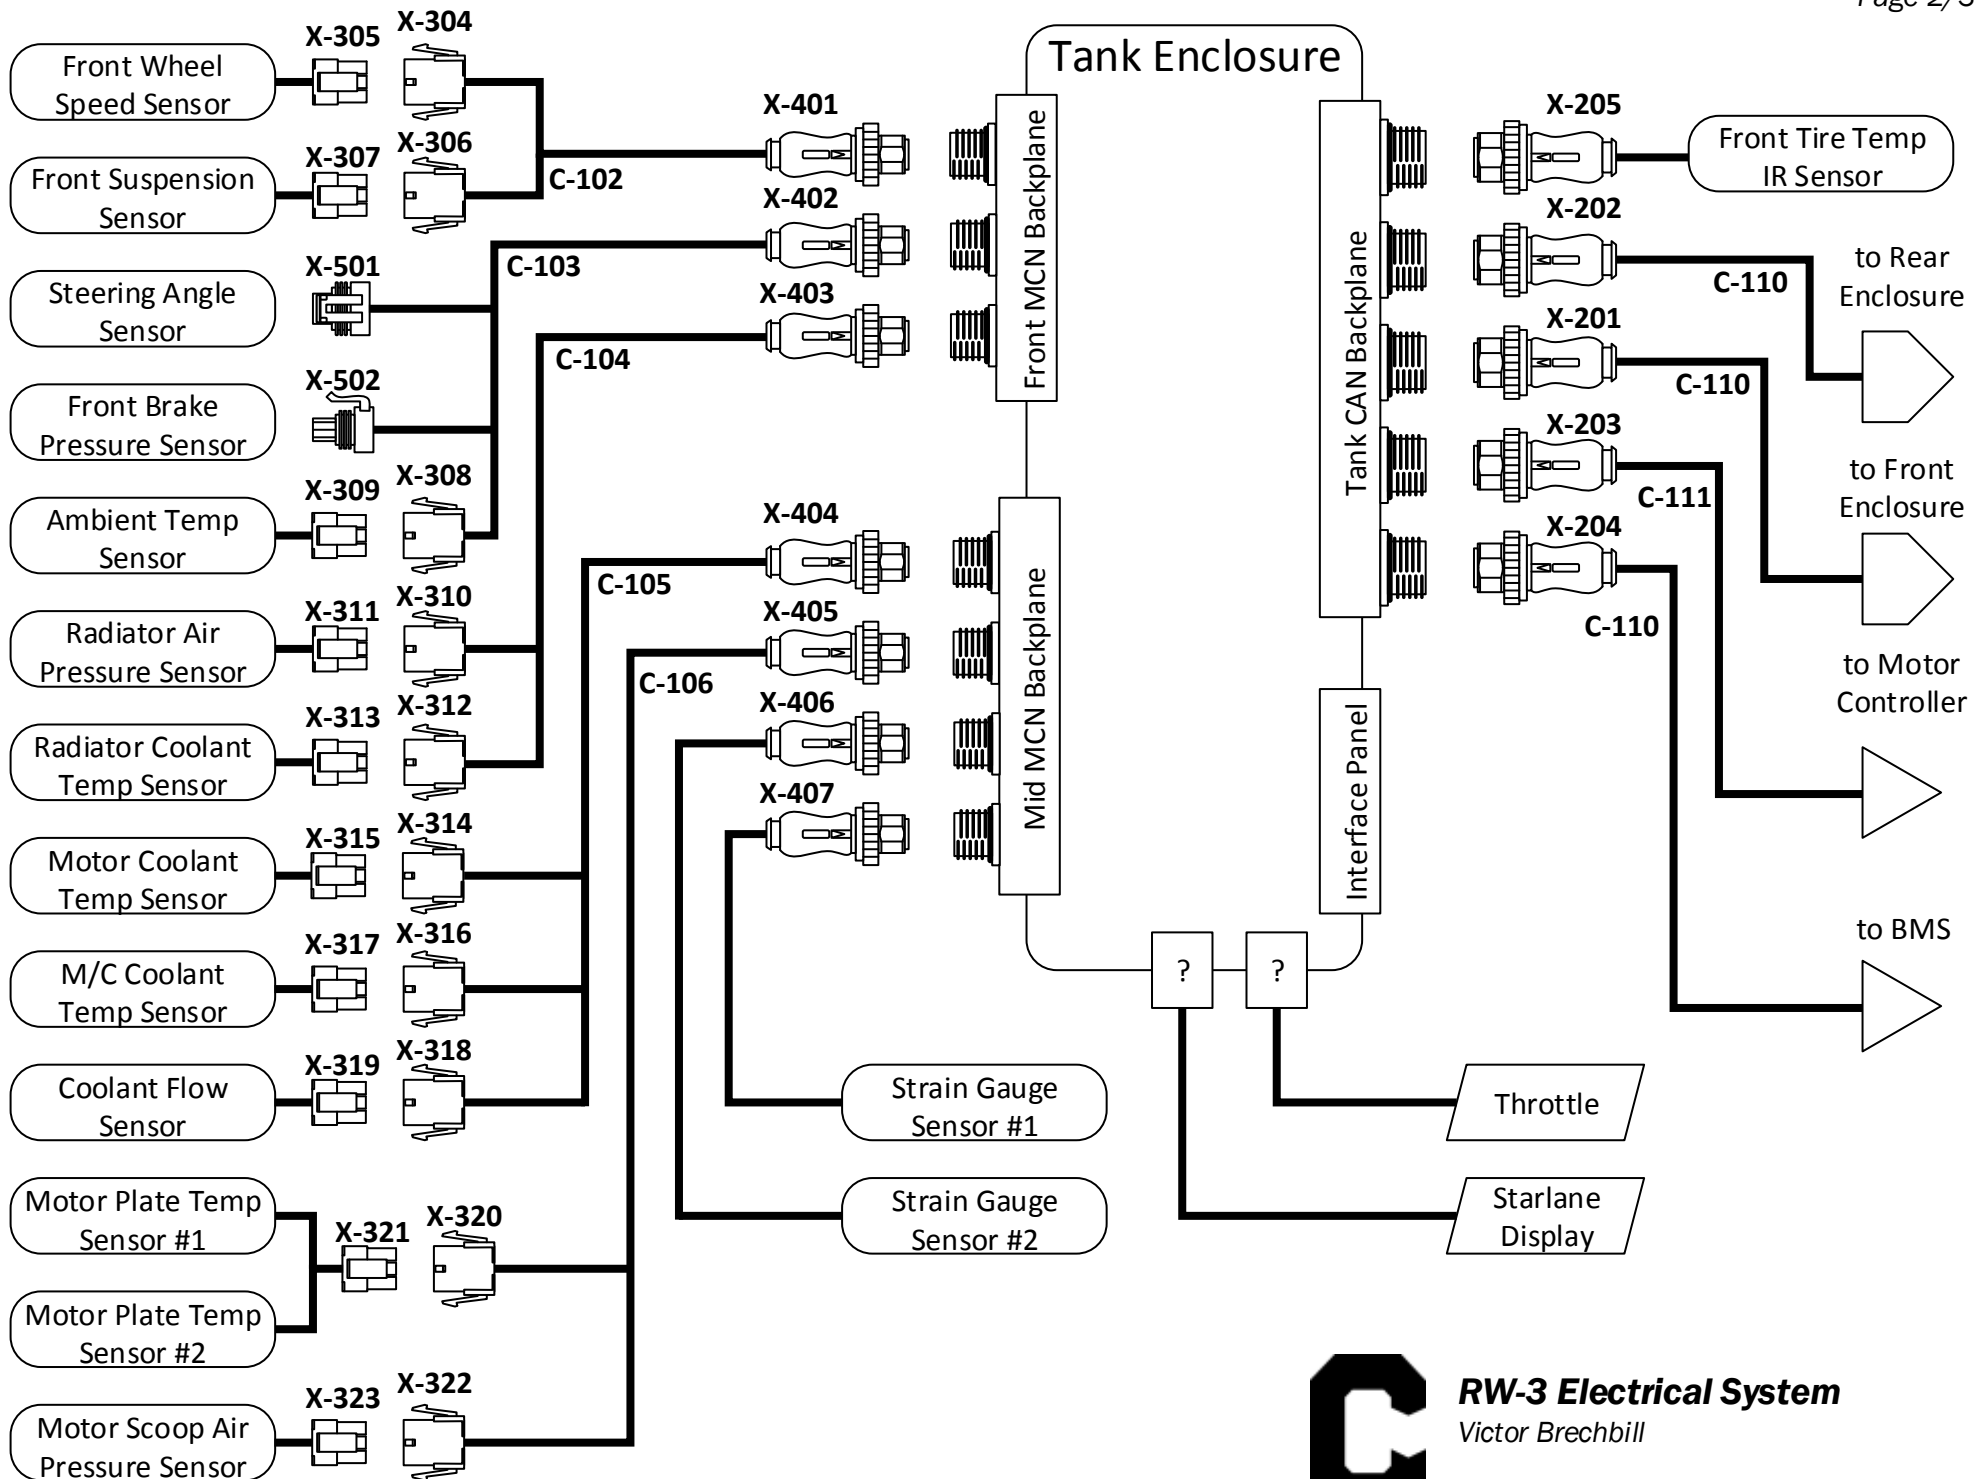 Page 2/3
X-305
X-304
Front Wheel
Speed Sensor
X-307
X-306
Front Suspension
Sensor
C-102
X-501
Steering Angle
Sensor
C-103
X-502
Front Brake
Pressure Sensor
C-104
X-309
X-308
Ambient Temp
Sensor
X-311
X-310
Radiator Air
Pressure Sensor
C-105
X-313
X-312
Radiator Coolant
Temp Sensor
C-106
X-315
X-314
Motor Coolant
Temp Sensor
X-317
X-316
M/C Coolant
Temp Sensor
X-319
X-318
Coolant Flow
Sensor
Motor Plate Temp
Sensor #1
X-321
X-320
Motor Plate Temp
Sensor #2
X-323
X-322
Motor Scoop Air
Pressure Sensor
X-401
X-402
X-403
X-404
X-405
X-406
X-407
Tank Enclosure
Front MCN Backplane
Mid MCN Backplane
Tank CAN Backplane
Interface Panel
?
?
Strain Gauge
Sensor #1
Strain Gauge
Sensor #2
Throttle
Starlane
Display
X-205
Front Tire Temp
IR Sensor
X-202
C-110
to Rear
Enclosure
X-201
C-110
X-203
C-111
to Front
Enclosure
X-204
C-110
to Motor
Controller
to BMS
RW-3 Electrical System
Victor Brechbill